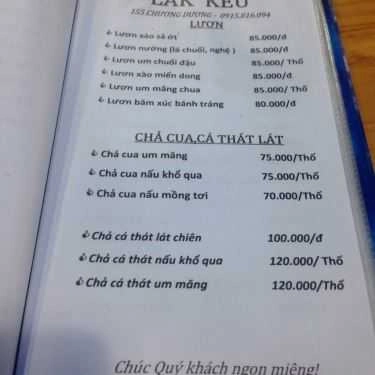 LAK KEU
155 CHƯƠNG DƯƠNG - 0915.816.094
LƯƠN
Lươn xào sả ớt 85.000/đ
Lươn nướng (lá chuối, nghệ ) 85.000/đ
Lươn um chuối đậu 85.000/ Thố
Lươn xào miến dong 85.000/đ
Lươn um măng chua 85.000/ Thố
Lươn băm xúc bánh tráng 80.000/đ
CHẢ CUA,CÁ THÁT LÁT
Chả cua um măng 75.000/Thố
Chả cua nấu khổ qua 75.000/Thố
Chả cua nấu mồng tơi 70.000/Thố
Chả cá thát lát chiên 100.000/đ
Chả cá thát nấu khổ qua 120.000/ Thố
Chả cá thát um măng 120.000/Thố
Chúc Quý khách ngon miệng!